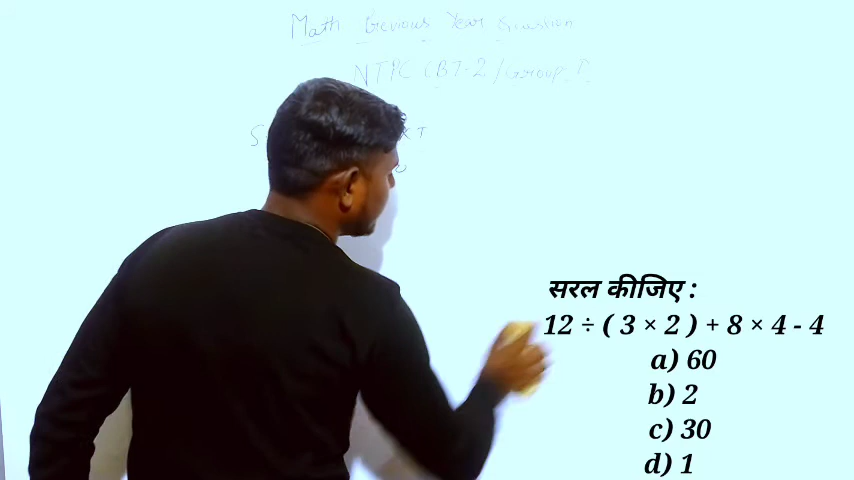 Math Previous Year Question
NTPC CBT-2 / Group
सरल कीजिए :
12 ÷ ( 3 × 2 ) + 8 × 4 - 4
a) 60
b) 2
c) 30
d) 1